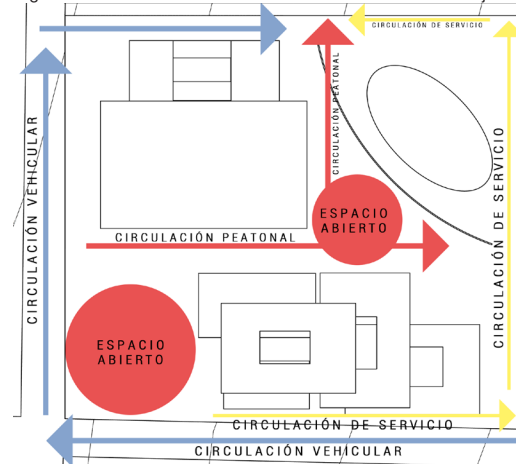 CIRCULACIÓN DE SERVICIO
CIRCULACIÓN PEATONAL
CIRCULACIÓN VEHICULAR
CIRCULACIÓN DE SERVICIO
ESPACIO
ABIERTO
CIRCULACIÓN PEATONAL
ESPACIO
ABIERTO
CIRCULACIÓN DE SERVICIO
CIRCULACIÓN VEHICULAR